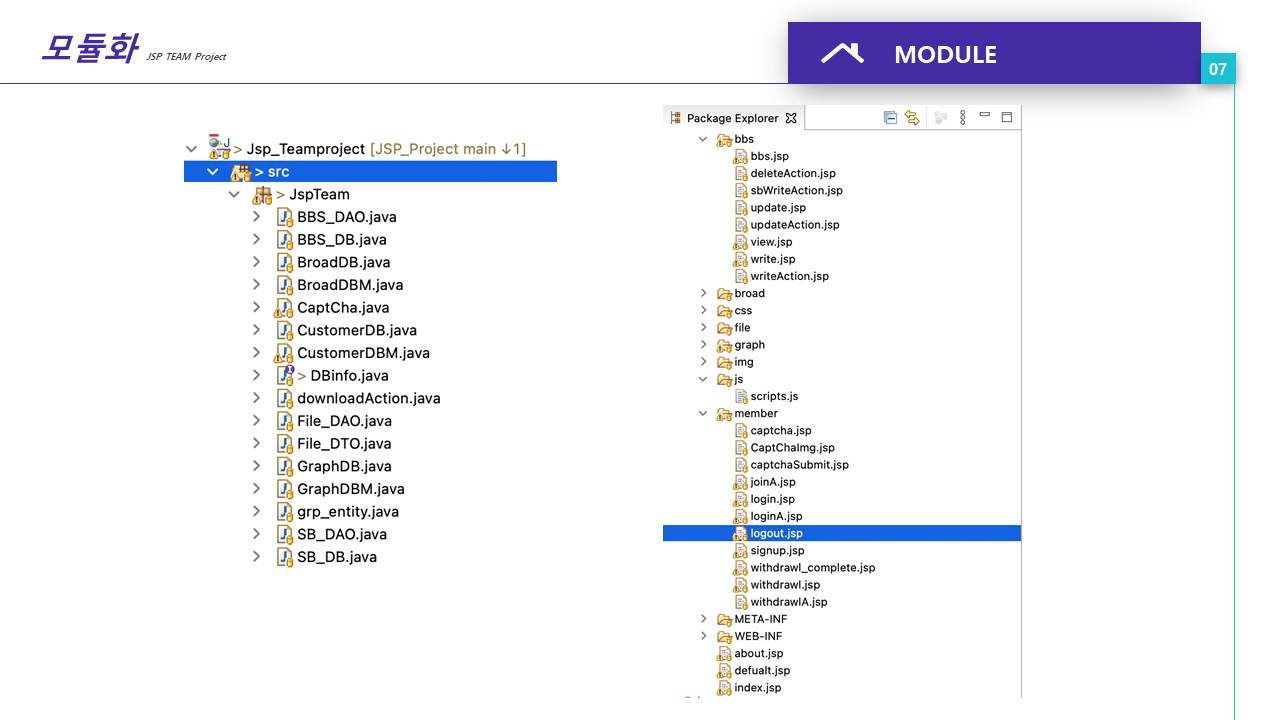 모듈화 JSP TEAM Project
MODULE
07
> Jsp_Teamproject [JSP_Project main ↓1]
> src
> JspTeam
BBS_DAO.java
BBS_DB.java
BroadDB.java
BroadDBM.java
CaptCha.java
CustomerDB.java
CustomerDBM.java
> DBinfo.java
downloadAction.java
File_DAO.java
File_DTO.java
GraphDB.java
GraphDBM.java
grp_entity.java
SB_DAO.java
SB_DB.java
Package Explorer
bbs
bbs.jsp
deleteAction.jsp
sbWriteAction.jsp
update.jsp
updateAction.jsp
view.jsp
write.jsp
writeAction.jsp
broad
css
file
graph
img
js
scripts.js
member
captcha.jsp
CaptChaImg.jsp
captchaSubmit.jsp
joinA.jsp
login.jsp
loginA.jsp
logout.jsp
signup.jsp
withdrawl_complete.jsp
withdrawl.jsp
withdrawlA.jsp
META-INF
WEB-INF
about.jsp
defualt.jsp
index.jsp